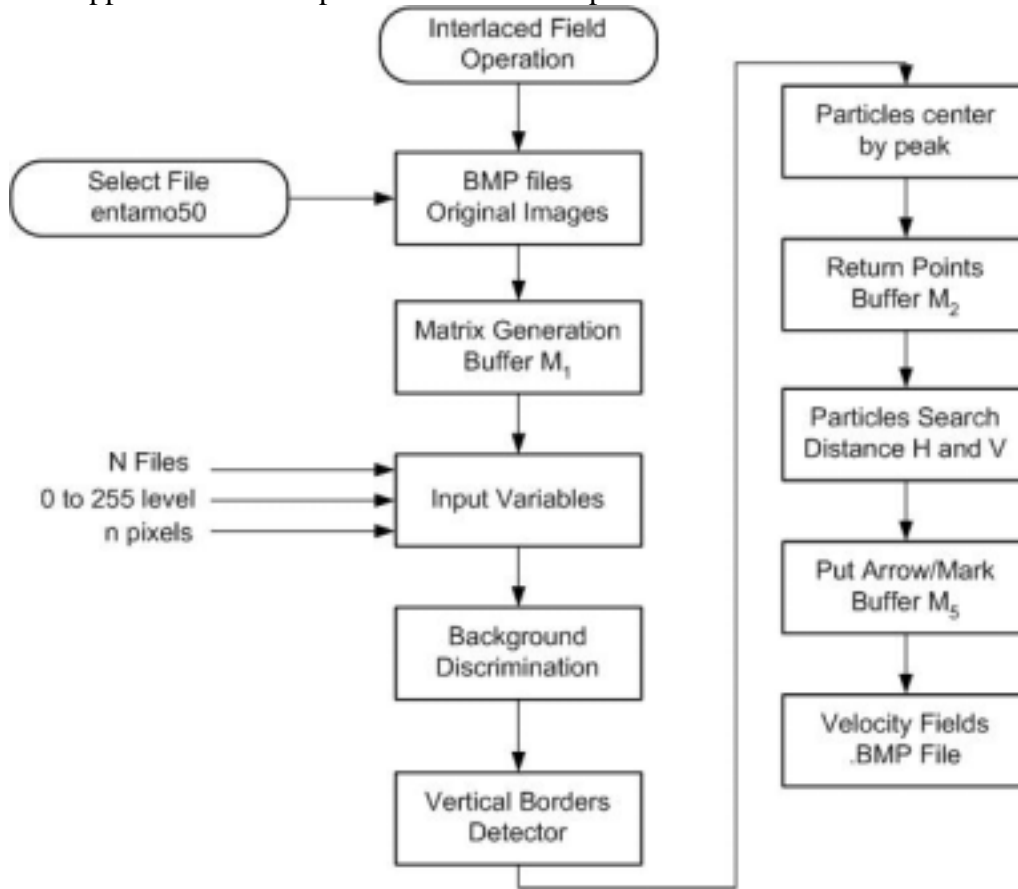 Interlaced Field
Operation
Select File
entamo50
BMP files
Original Images
Matrix Generation
Buffer M₁
N Files
0 to 255 level
n pixels
Input Variables
Background
Discrimination
Vertical Borders
Detector
Particles center
by peak
Return Points
Buffer M₂
Particles Search
Distance H and V
Put Arrow/Mark
Buffer M₅
Velocity Fields
.BMP File